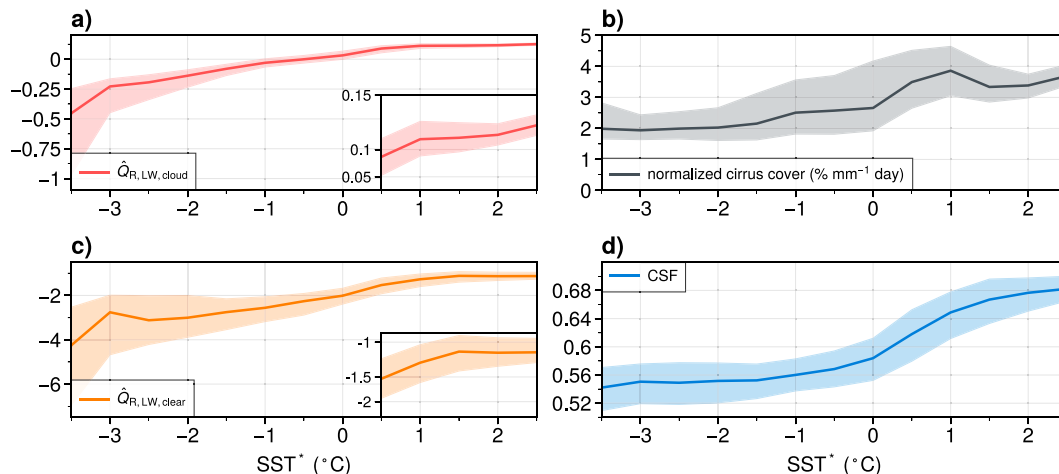 a)
0
−0.25
−0.5
−0.75
−1
0.15
0.1
0.05
Q̂R,LW,cloud
−3 −2 −1 0 1 2
b)
5
4
3
2
1
0
normalized cirrus cover (% mm⁻¹ day)
−3 −2 −1 0 1 2
c)
−2
−4
−6
-1
-1.5
-2
Q̂R,LW,clear
−3 −2 −1 0 1 2
SST* (°C)
d)
0.68
0.64
0.6
0.56
0.52
CSF
−3 −2 −1 0 1 2
SST* (°C)